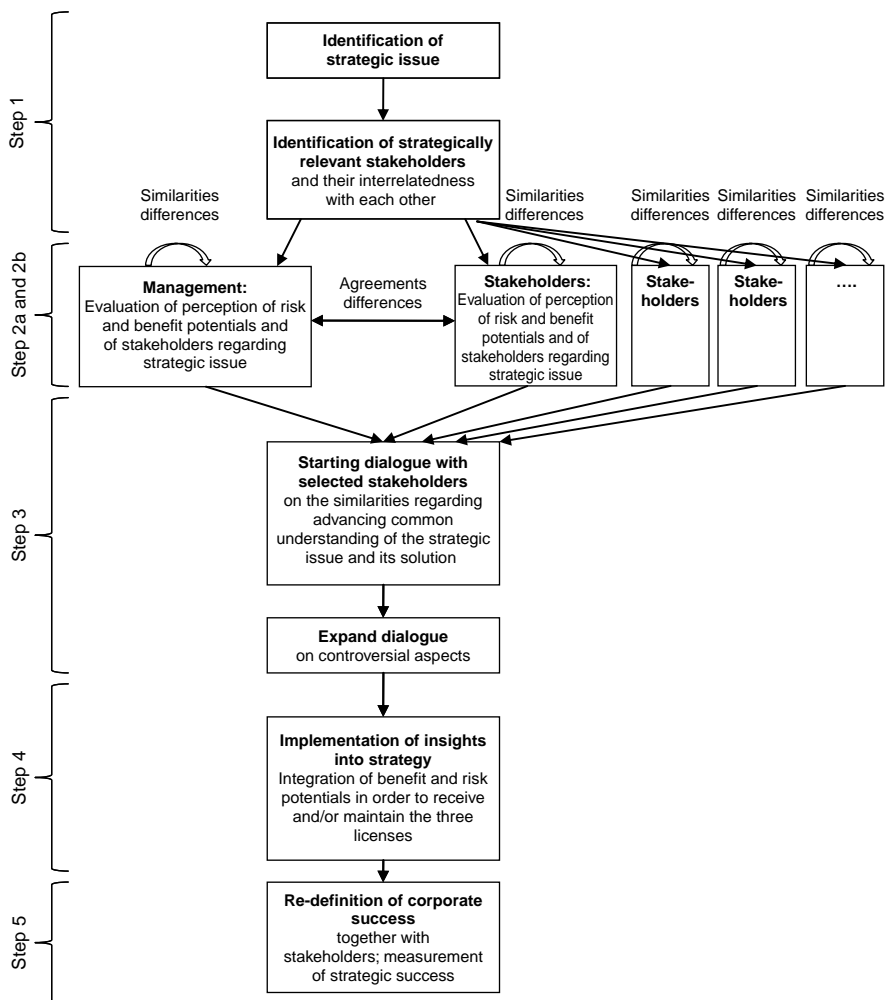 Step 1
Identification of
strategic issue
Identification of strategically
relevant stakeholders
and their interrelatedness
with each other
Similarities
differences
Similarities
differences
Similarities
differences
Similarities
differences
Similarities
differences
Step 2a and 2b
Management:
Evaluation of perception of risk
and benefit potentials and
of stakeholders regarding
strategic issue
Agreements
differences
Stakeholders:
Evaluation of perception
of risk and benefit
potentials and of
stakeholders regarding
strategic issue
Stake-
holders
Stake-
holders
....
Step 3
Starting dialogue with
selected stakeholders
on the similarities regarding
advancing common
understanding of the strategic
issue and its solution
Expand dialogue
on controversial aspects
Step 4
Implementation of insights
into strategy
Integration of benefit and risk
potentials in order to receive
and/or maintain the three
licenses
Step 5
Re-definition of corporate
success
together with
stakeholders; measurement
of strategic success